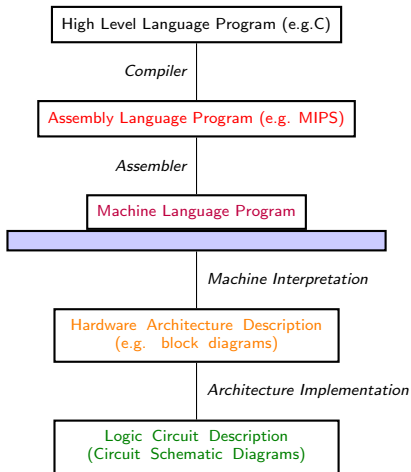 High Level Language Program (e.g.C)
Compiler
Assembly Language Program (e.g. MIPS)
Assembler
Machine Language Program
Machine Interpretation
Hardware Architecture Description
(e.g. block diagrams)
Architecture Implementation
Logic Circuit Description
(Circuit Schematic Diagrams)